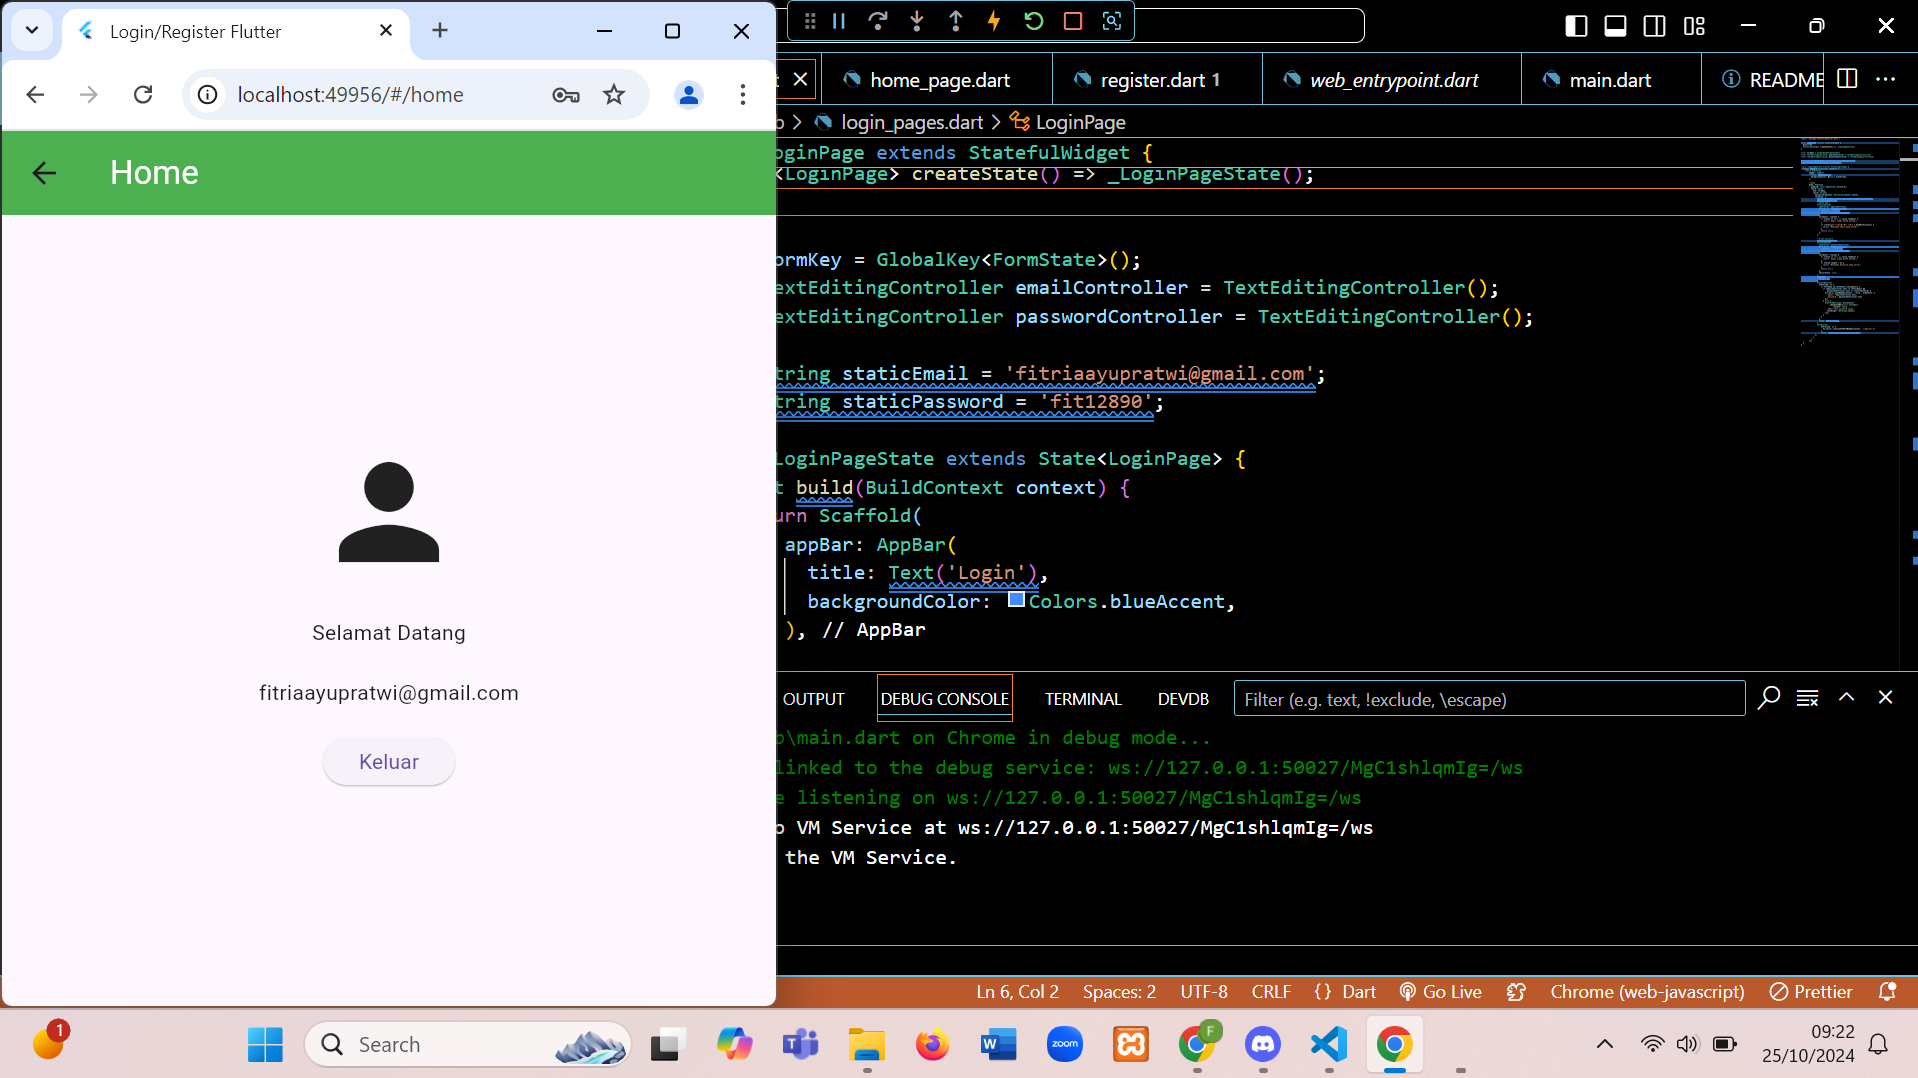 Login/Register Flutter
localhost:49956/#/home
Home
Selamat Datang
fitriaayupratwi@gmail.com
Keluar
home_page.dart
register.dart 1
web_entrypoint.dart
main.dart
README
login_pages.dart
LoginPage
oginPage extends StatefulWidget {
<LoginPage> createState() => _LoginPageState();
ormKey = GlobalKey<FormState>();
extEditingController emailController = TextEditingController();
extEditingController passwordController = TextEditingController();
tring staticEmail = 'fitriaayupratwi@gmail.com';
tring staticPassword = 'fit12890';
LoginPageState extends State<LoginPage> {
t build(BuildContext context) {
urn Scaffold(
appBar: AppBar(
title: Text('Login'),
backgroundColor: Colors.blueAccent,
), // AppBar
OUTPUT
DEBUG CONSOLE
TERMINAL
DEVDB
Filter (e.g. text, !exclude, \escape)
b\main.dart on Chrome in debug mode...
linked to the debug service: ws://127.0.0.1:50027/MgC1shlqmIg=/ws
e listening on ws://127.0.0.1:50027/MgC1shlqmIg=/ws
o VM Service at ws://127.0.0.1:50027/MgC1shlqmIg=/ws
the VM Service.
Ln 6, Col 2
Spaces: 2
UTF-8
CRLF
{ } Dart
Go Live
Chrome (web-javascript)
Prettier
1
Search
zoom
F
09:22
25/10/2024